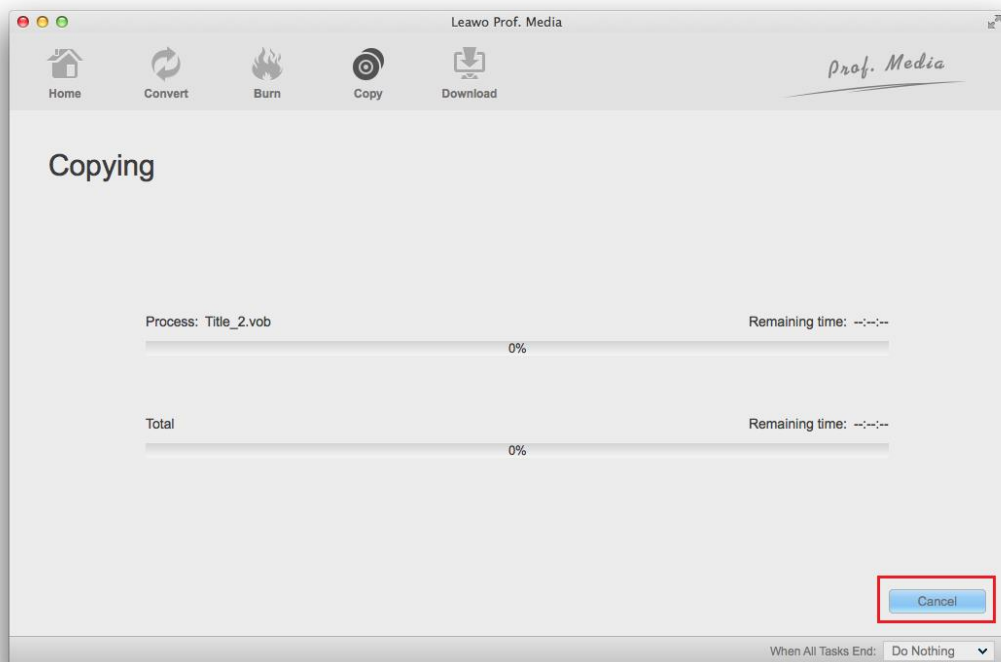 Leawo Prof. Media
Home Convert Burn Copy Download
Prof. Media
Copying
Process: Title_2.vob Remaining time: --:--:--
0%
Total Remaining time: --:--:--
0%
Cancel
When All Tasks End: Do Nothing